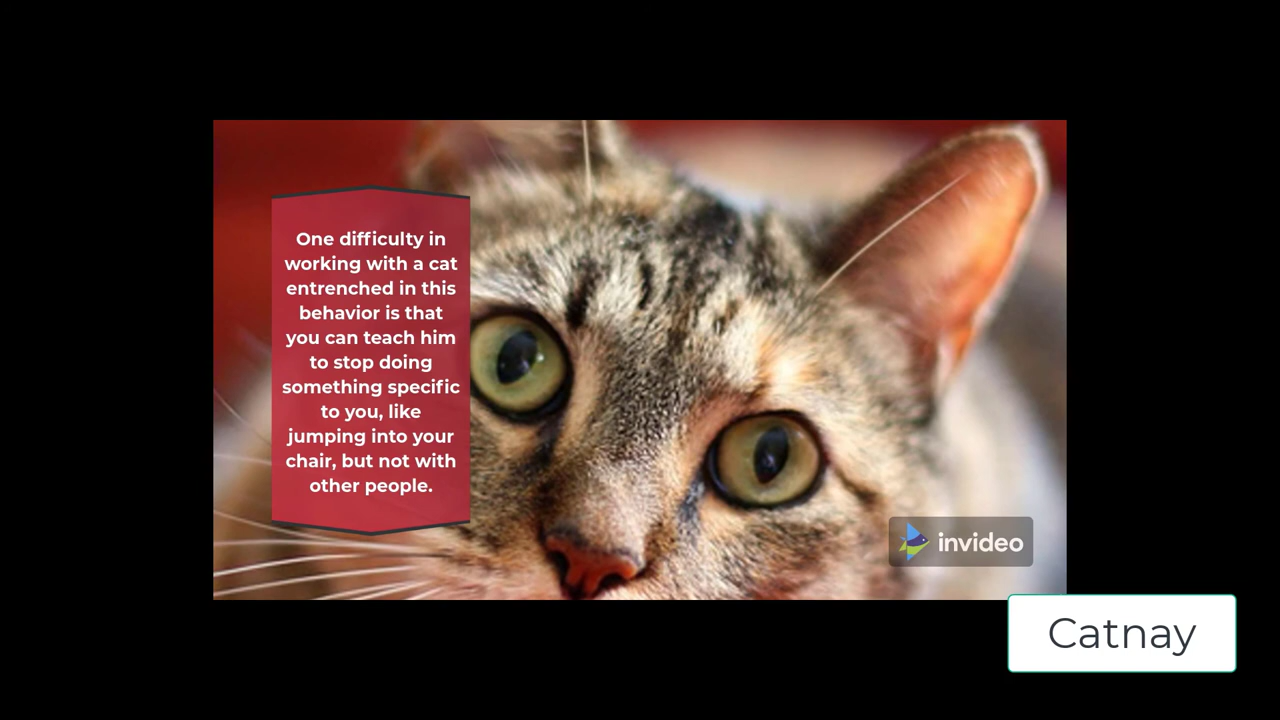 One difficulty in
working with a cat
entrenched in this
behavior is that
you can teach him
to stop doing
something specific
to you, like
jumping into your
chair, but not with
other people.
invideo
Catnay